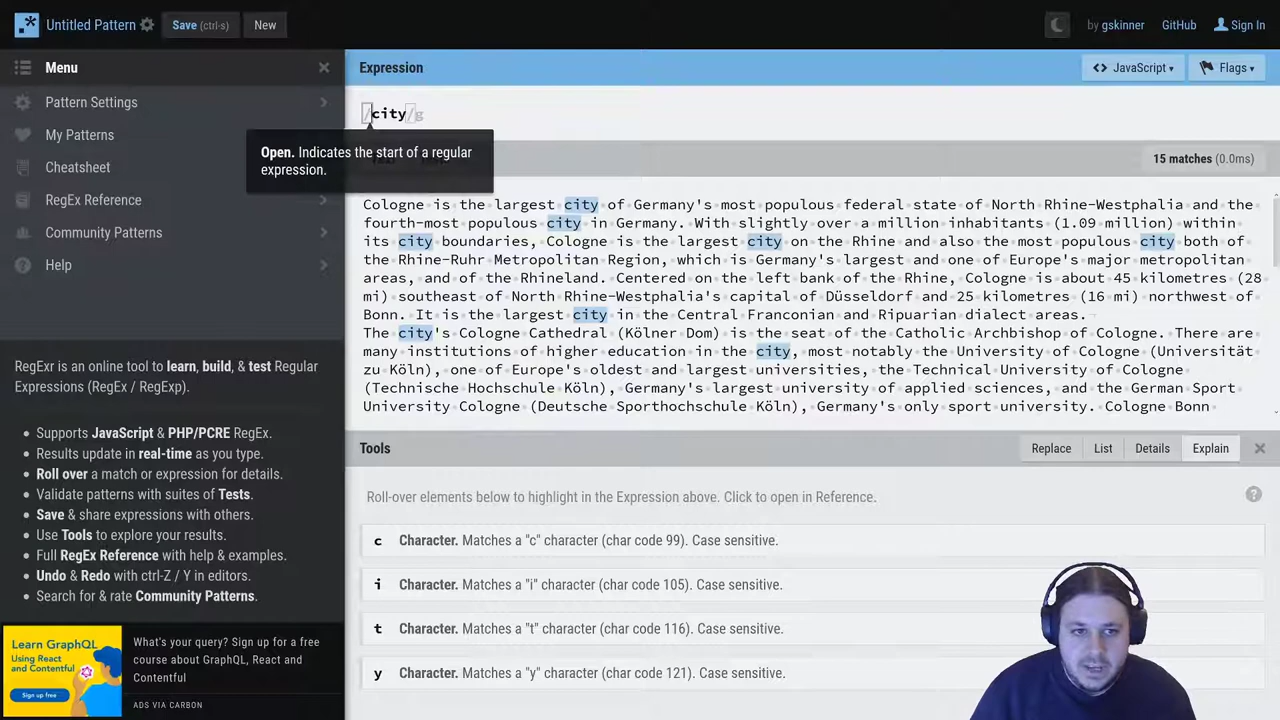 Untitled Pattern
Save (ctrl-s)
New
by gskinner
GitHub
Sign In
Menu
Pattern Settings
My Patterns
Cheatsheet
RegEx Reference
Community Patterns
Help
RegExr is an online tool to learn, build, & test Regular
Expressions (RegEx / RegExp).
• Supports JavaScript & PHP/PCRE RegEx.
• Results update in real-time as you type.
• Roll over a match or expression for details.
• Validate patterns with suites of Tests.
• Save & share expressions with others.
• Use Tools to explore your results.
• Full RegEx Reference with help & examples.
• Undo & Redo with ctrl-Z / Y in editors.
• Search for & rate Community Patterns.
Learn GraphQL
Using React
and Contentful
Sign up free
What's your query? Sign up for a free
course about GraphQL, React and
Contentful
ADS VIA CARBON
Expression
JavaScript
Flags
/city/g
Open. Indicates the start of a regular
expression.
15 matches (0.0ms)
Cologne is the largest city of Germany's most populous federal state of North Rhine-Westphalia and the
fourth-most populous city in Germany. With slightly over a million inhabitants (1.09 million) within
its city boundaries, Cologne is the largest city on the Rhine and also the most populous city both of
the Rhine-Ruhr Metropolitan Region, which is Germany's largest and one of Europe's major metropolitan
areas, and of the Rhineland. Centered on the left bank of the Rhine, Cologne is about 45 kilometres (28
mi) southeast of North Rhine-Westphalia's capital of Düsseldorf and 25 kilometres (16 mi) northwest of
Bonn. It is the largest city in the Central Franconian and Ripuarian dialect areas.
The city's Cologne Cathedral (Kölner Dom) is the seat of the Catholic Archbishop of Cologne. There are
many institutions of higher education in the city, most notably the University of Cologne (Universität
zu Köln), one of Europe's oldest and largest universities, the Technical University of Cologne
(Technische Hochschule Köln), Germany's largest university of applied sciences, and the German Sport
University Cologne (Deutsche Sporthochschule Köln), Germany's only sport university. Cologne Bonn
Tools
Replace
List
Details
Explain
Roll-over elements below to highlight in the Expression above. Click to open in Reference.
c Character. Matches a "c" character (char code 99). Case sensitive.
i Character. Matches a "i" character (char code 105). Case sensitive.
t Character. Matches a "t" character (char code 116). Case sensitive.
y Character. Matches a "y" character (char code 121). Case sensitive.